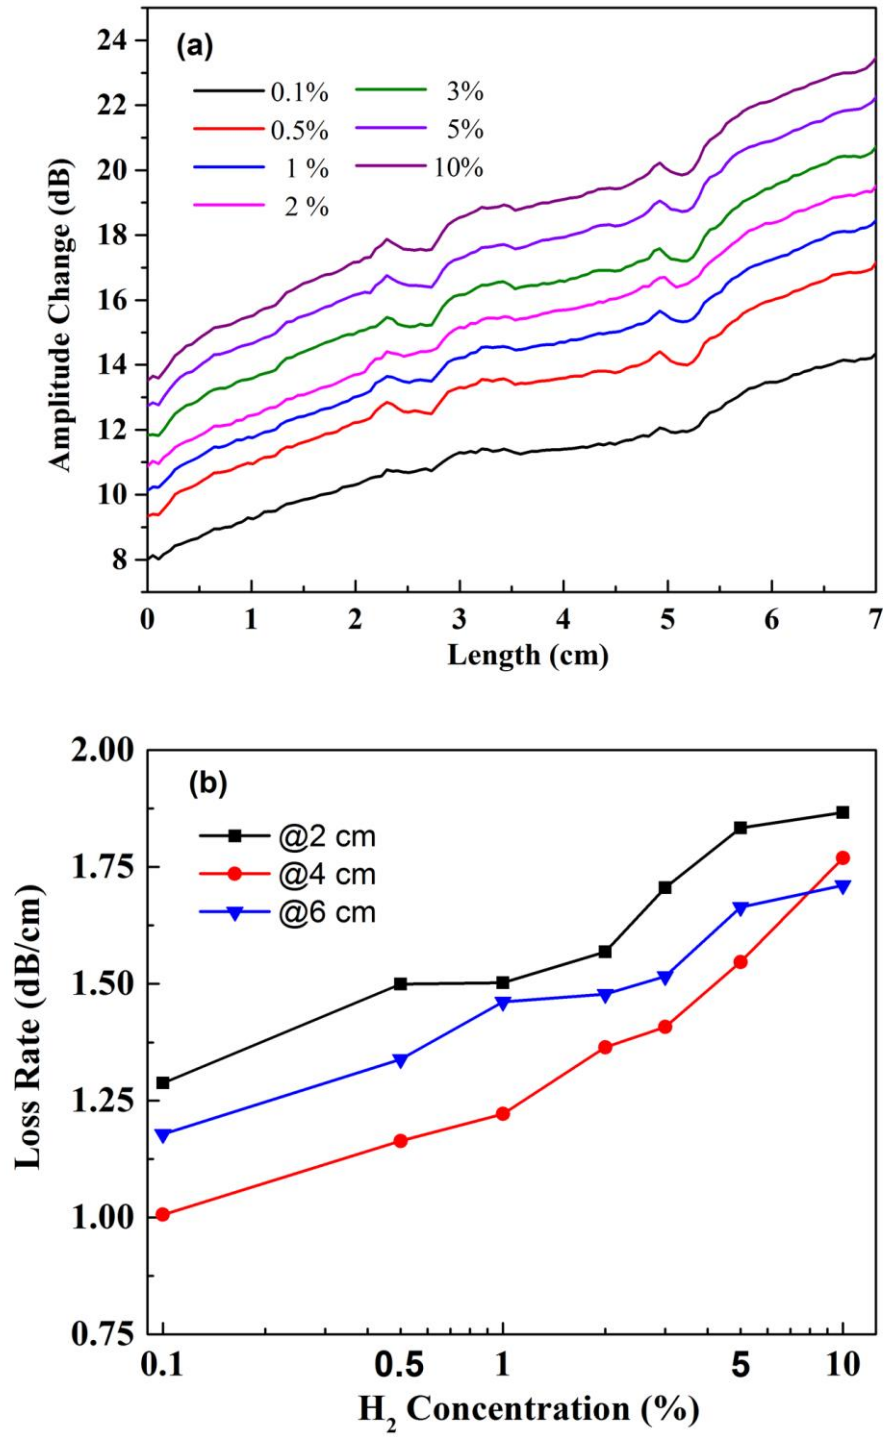 (a)
0.1% 3%
0.5% 5%
1 % 10%
2 %
24
22
20
18
16
14
12
10
8
Amplitude Change (dB)
0 1 2 3 4 5 6 7
Length (cm)
(b)
@2 cm
@4 cm
@6 cm
2.00
1.75
1.50
1.25
1.00
0.75
Loss Rate (dB/cm)
0.1 0.5 1 5 10
H₂ Concentration (%)